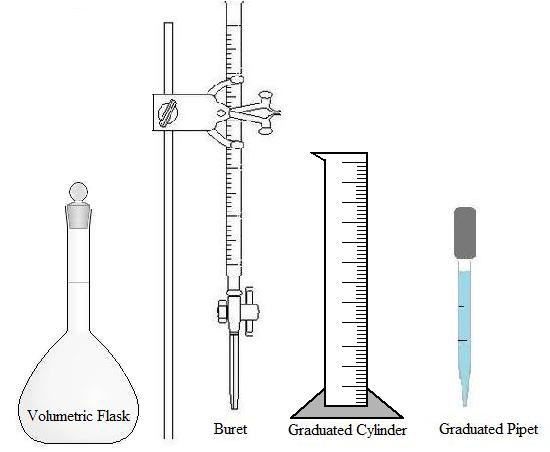 Volumetric Flask
Buret
Graduated Cylinder
Graduated Pipet